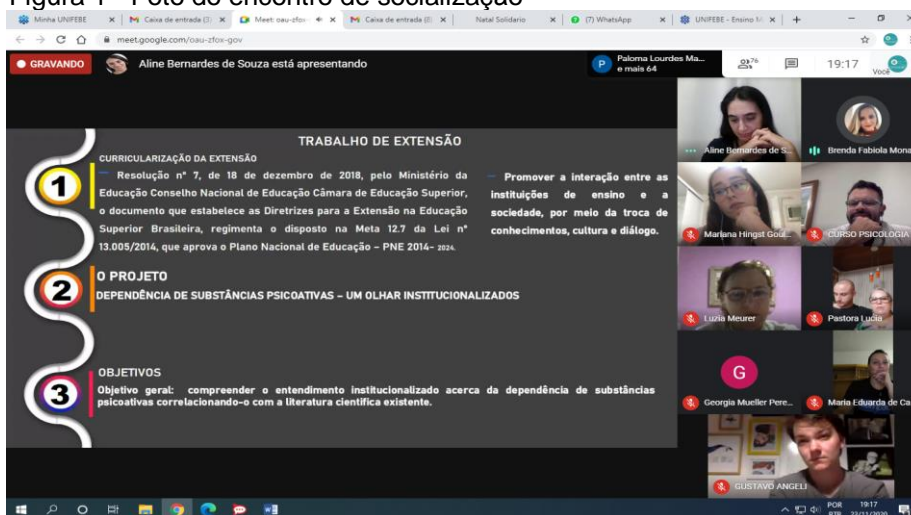 Figura 1 - Foto do encontro de socialização
Minha UNIFEBE
Caixa de entrada (3)
Meet: oau-zfox-
Caixa de entrada (8)
Natal Solidario
(7) WhatsApp
UNIFEBE - Ensino M
meet.google.com/oau-zfox-gov
GRAVANDO
Aline Bernardes de Souza está apresentando
P
Paloma Lourdes Ma...
e mais 64
76
19:17
Você
TRABALHO DE EXTENSÃO
1
CURRICULARIZAÇÃO DA EXTENSÃO
Resolução nº 7, de 18 de dezembro de 2018, pelo Ministério da
Educação Conselho Nacional de Educação Câmara de Educação Superior,
o documento que estabelece as Diretrizes para a Extensão na Educação
Superior Brasileira, regimenta o disposto na Meta 12.7 da Lei nº
13.005/2014, que aprova o Plano Nacional de Educação – PNE 2014- 2024.
– Promover a interação entre as
instituições de ensino e a
sociedade, por meio da troca de
conhecimentos, cultura e diálogo.
2
O PROJETO
DEPENDÊNCIA DE SUBSTÂNCIAS PSICOATIVAS – UM OLHAR INSTITUCIONALIZADOS
3
OBJETIVOS
Objetivo geral: compreender o entendimento institucionalizado acerca da dependência de substâncias
psicoativas correlacionando-o com a literatura científica existente.
Aline Bernardes de S...
Brenda Fabiola Mona
Mariana Hingst Goul...
CURSO PSICOLOGIA
Luzia Meurer
Pastora Lucia
G
Georgia Mueller Pere...
Maria Eduarda de Ca
GUSTAVO ANGELI
POR
19:17
PTB
23/11/2020